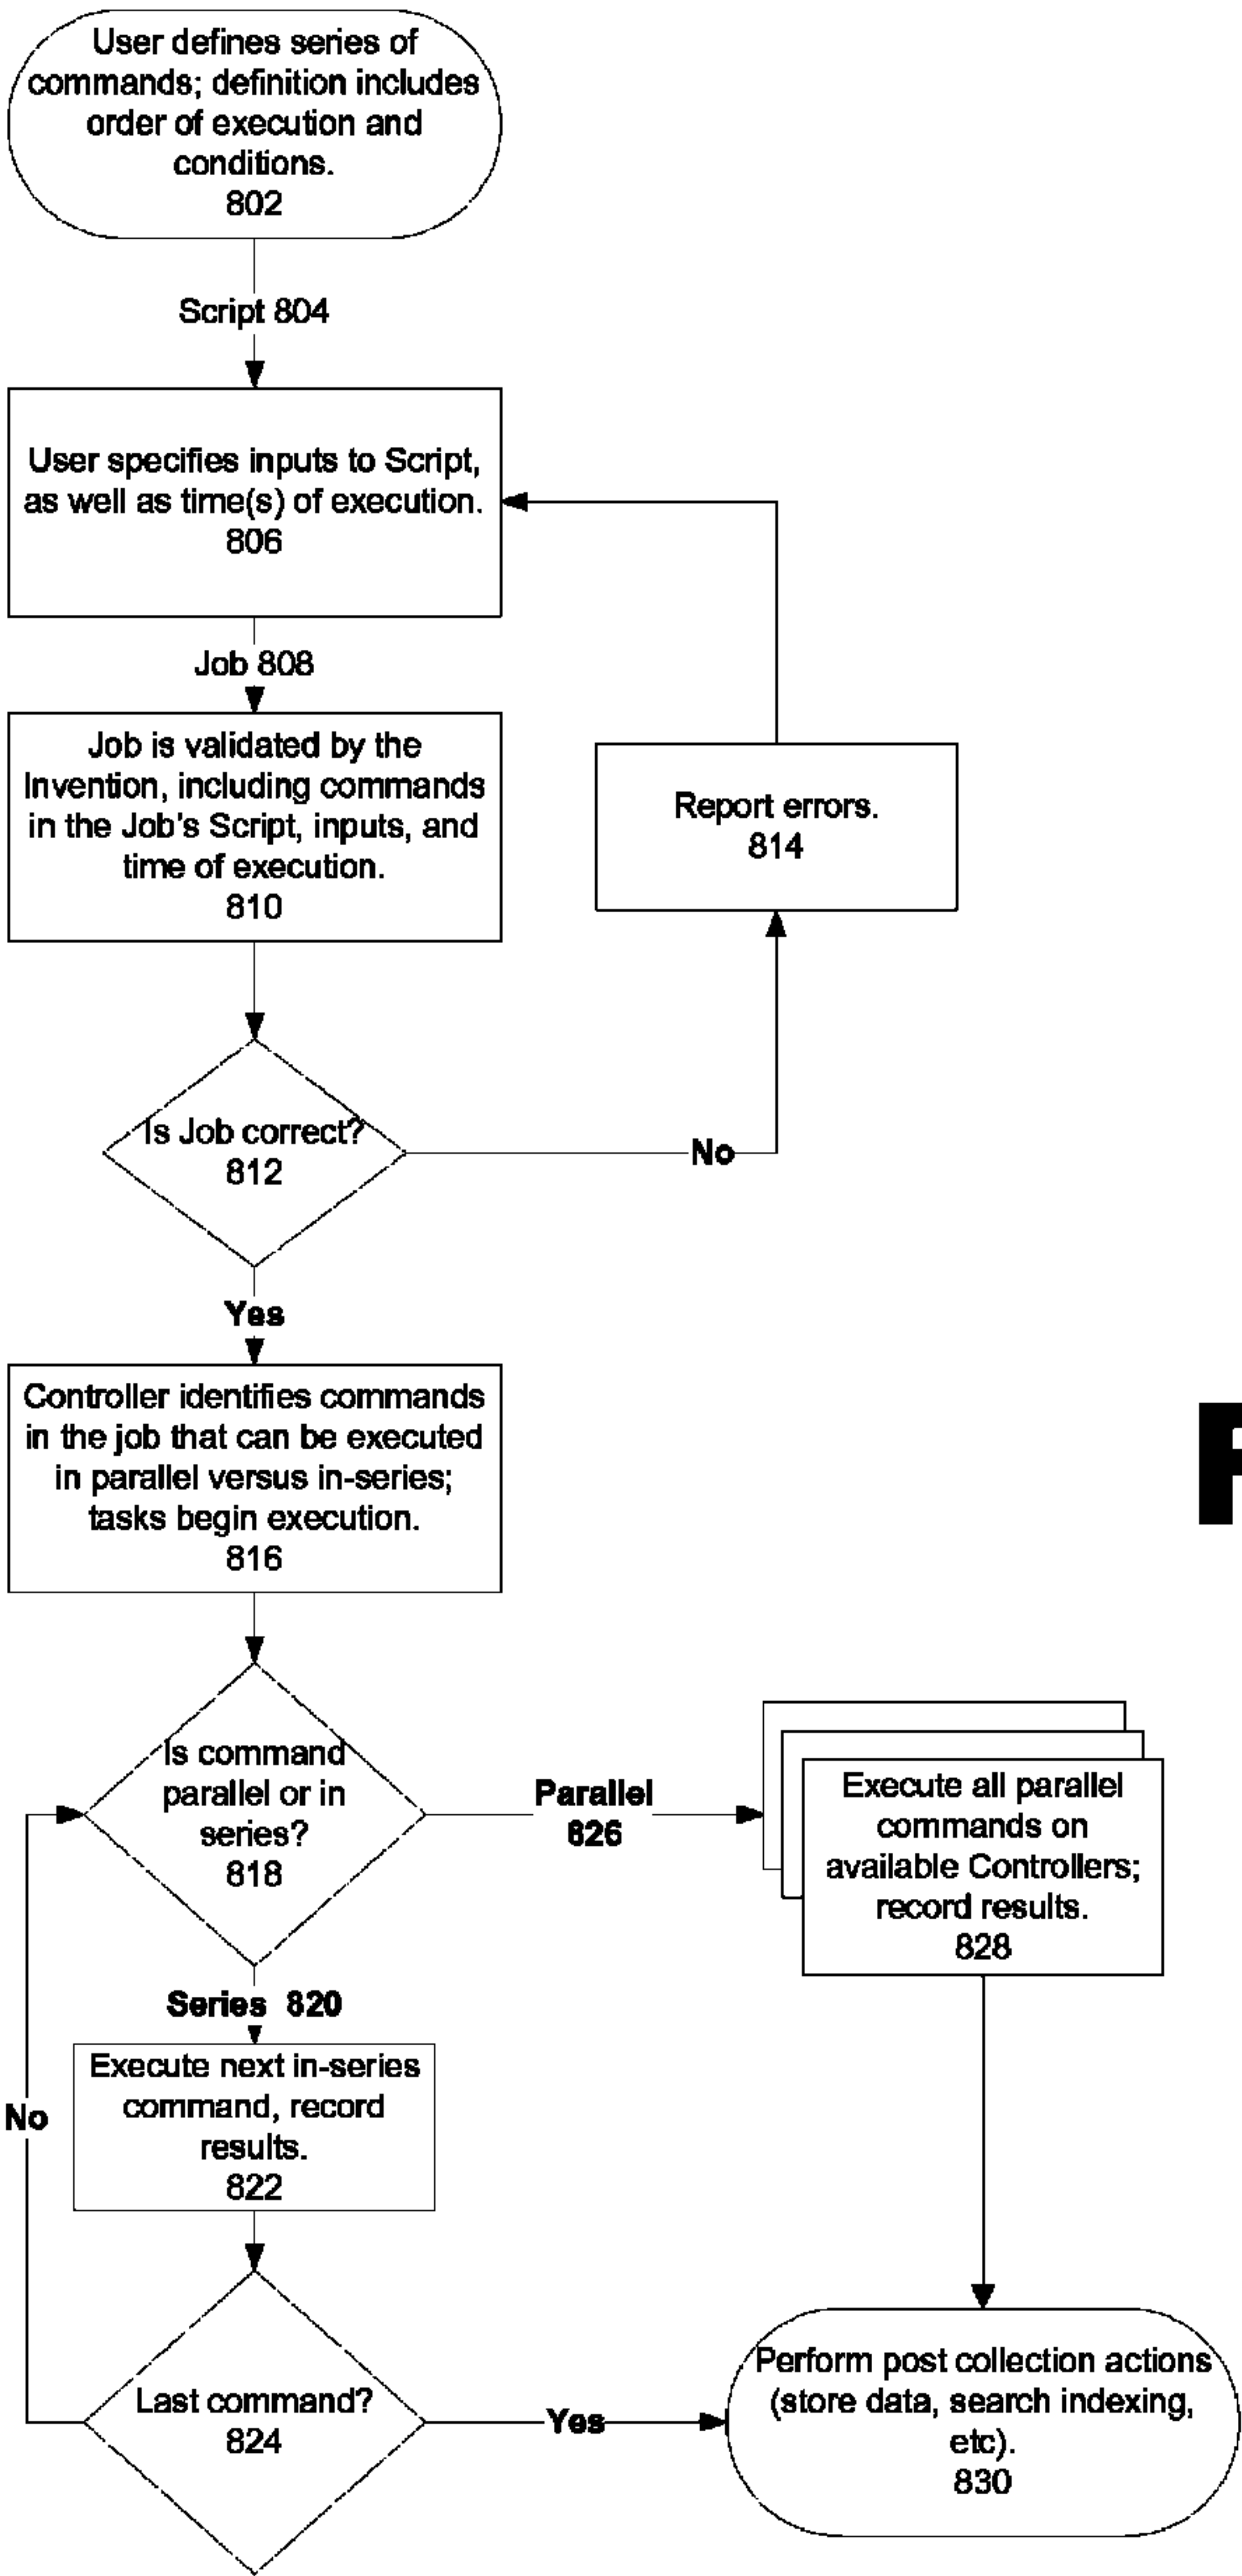 User defines series of
commands; definition includes
order of execution and
conditions.
802
Script 804
User specifies inputs to Script,
as well as time(s) of execution.
806
Job 808
Job is validated by the
Invention, including commands
in the Job's Script, inputs, and
time of execution.
810
Report errors.
814
Is Job correct?
812
No
Yes
Controller identifies commands
in the job that can be executed
in parallel versus in-series;
tasks begin execution.
816
Is command
parallel or in
series?
818
Parallel
826
Execute all parallel
commands on
available Controllers;
record results.
828
Series 820
Execute next in-series
command, record
results.
822
No
Last command?
824
Yes
Perform post collection actions
(store data, search indexing,
etc).
830